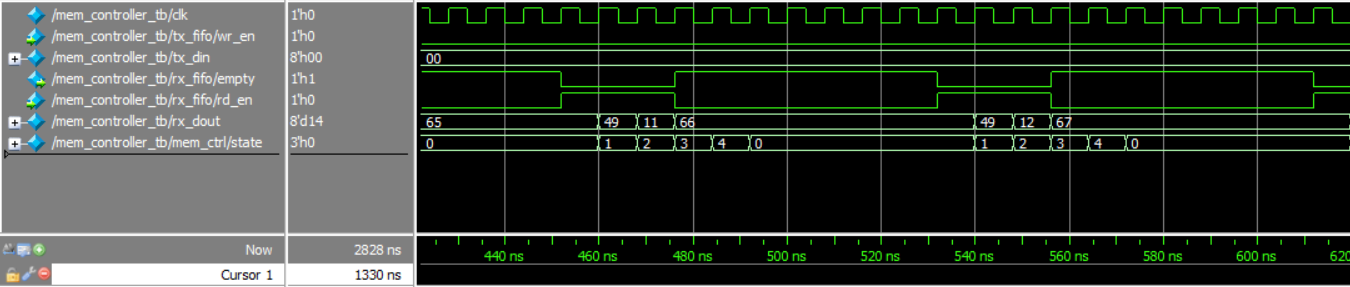 /mem_controller_tb/clk 1'h0
/mem_controller_tb/tx_fifo/wr_en 1'h0
/mem_controller_tb/tx_din 8'h00 00
/mem_controller_tb/rx_fifo/empty 1'h1
/mem_controller_tb/rx_fifo/rd_en 1'h0
/mem_controller_tb/rx_dout 8'd14 65 49 11 66 49 12 67
/mem_controller_tb/mem_ctrl/state 3'h0 0 1 2 3 4 0 1 2 3 4 0
Now 2828 ns 440 ns 460 ns 480 ns 500 ns 520 ns 540 ns 560 ns 580 ns 600 ns 620
Cursor 1 1330 ns